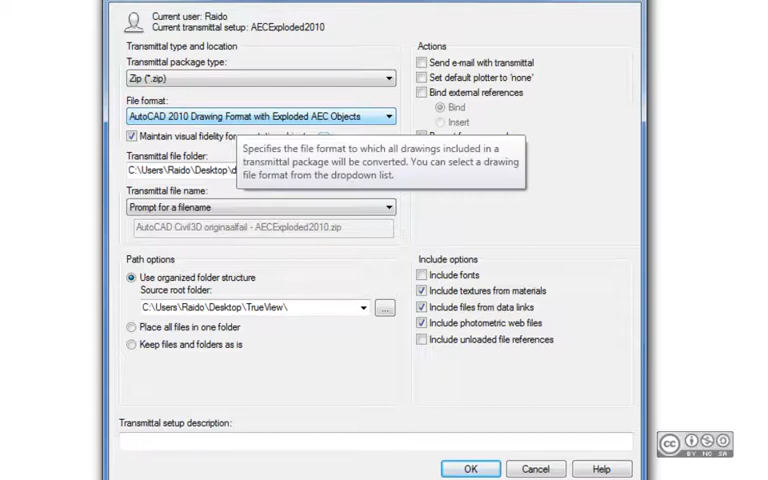 Current user: Raido
Current transmittal setup: AECExploded2010
Transmittal type and location
Transmittal package type:
Zip (*.zip)
File format:
AutoCAD 2010 Drawing Format with Exploded AEC Objects
Maintain visual fidelity for
Specifies the file format to which all drawings included in a
transmittal package will be converted. You can select a drawing
file format from the dropdown list.
Transmittal file folder:
C:\Users\Raido\Desktop\d
Transmittal file name:
Prompt for a filename
AutoCAD Civil3D originaalfail - AECExploded2010.zip
Path options
Use organized folder structure
Source root folder:
C:\Users\Raido\Desktop\TrueView\
...
Place all files in one folder
Keep files and folders as is
Actions
Send e-mail with transmittal
Set default plotter to 'none'
Bind external references
Bind
Insert
Include options
Include fonts
Include textures from materials
Include files from data links
Include photometric web files
Include unloaded file references
Transmittal setup description:
OK
Cancel
Help
cc
BY NC SA